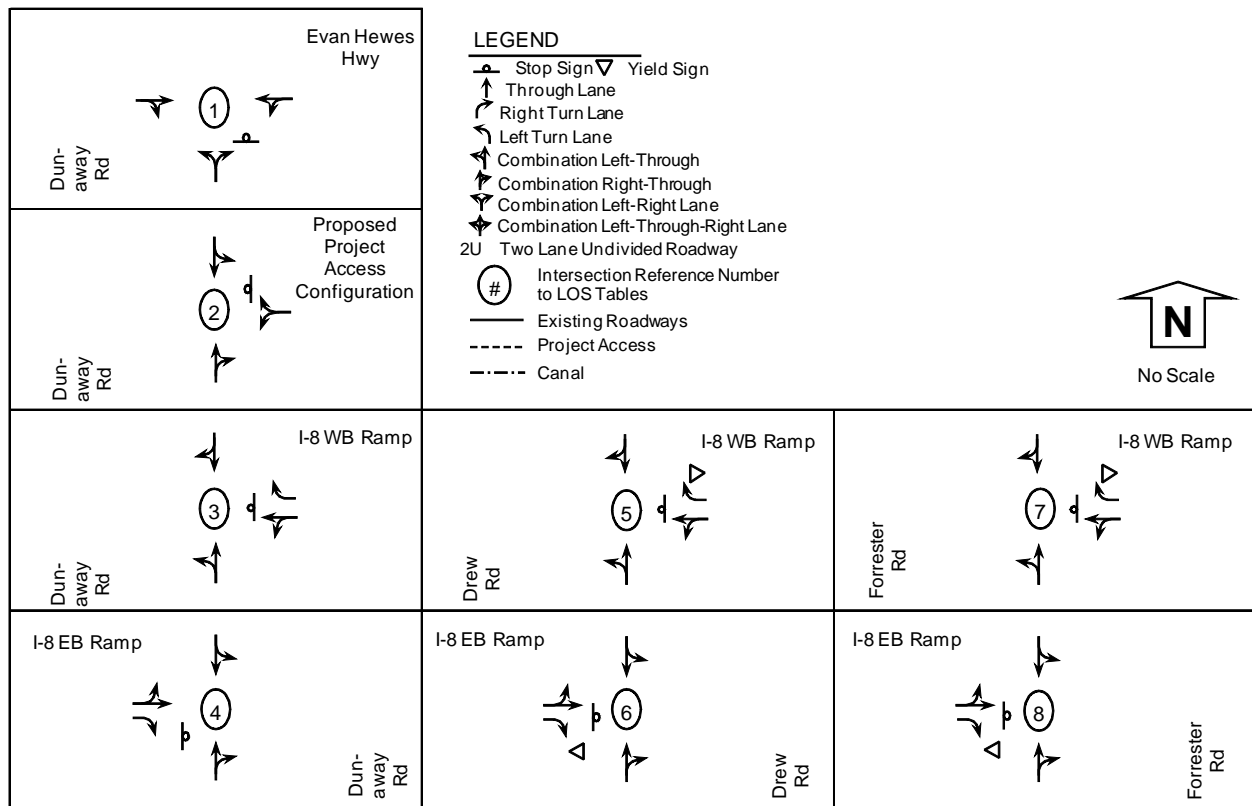 Evan Hewes
Hwy
1
Dun-
away
Rd
LEGEND
Stop Sign Yield Sign
Through Lane
Right Turn Lane
Left Turn Lane
Combination Left-Through
Combination Right-Through
Combination Left-Right Lane
Combination Left-Through-Right Lane
2U Two Lane Undivided Roadway
# Intersection Reference Number
to LOS Tables
Existing Roadways
Project Access
Canal
N
No Scale
Proposed
Project
Access
Configuration
2
Dun-
away
Rd
I-8 WB Ramp
3
Dun-
away
Rd
I-8 WB Ramp
5
Drew
Rd
I-8 WB Ramp
7
Forrester
Rd
I-8 EB Ramp
4
Dun-
away
Rd
I-8 EB Ramp
6
Drew
Rd
I-8 EB Ramp
8
Forrester
Rd